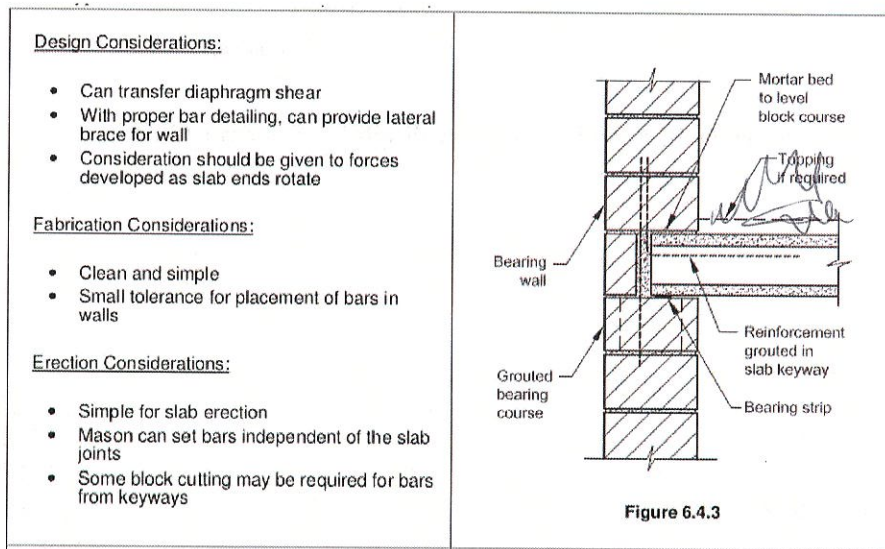 Design Considerations:
• Can transfer diaphragm shear
• With proper bar detailing, can provide lateral
brace for wall
• Consideration should be given to forces
developed as slab ends rotate
Fabrication Considerations:
• Clean and simple
• Small tolerance for placement of bars in
walls
Erection Considerations:
• Simple for slab erection
• Mason can set bars independent of the slab
joints
• Some block cutting may be required for bars
from keyways
Mortar bed
to level
block course
Topping
if required
Bearing
wall
Reinforcement
grouted in
slab keyway
Grouted
bearing
course
Bearing strip
Figure 6.4.3